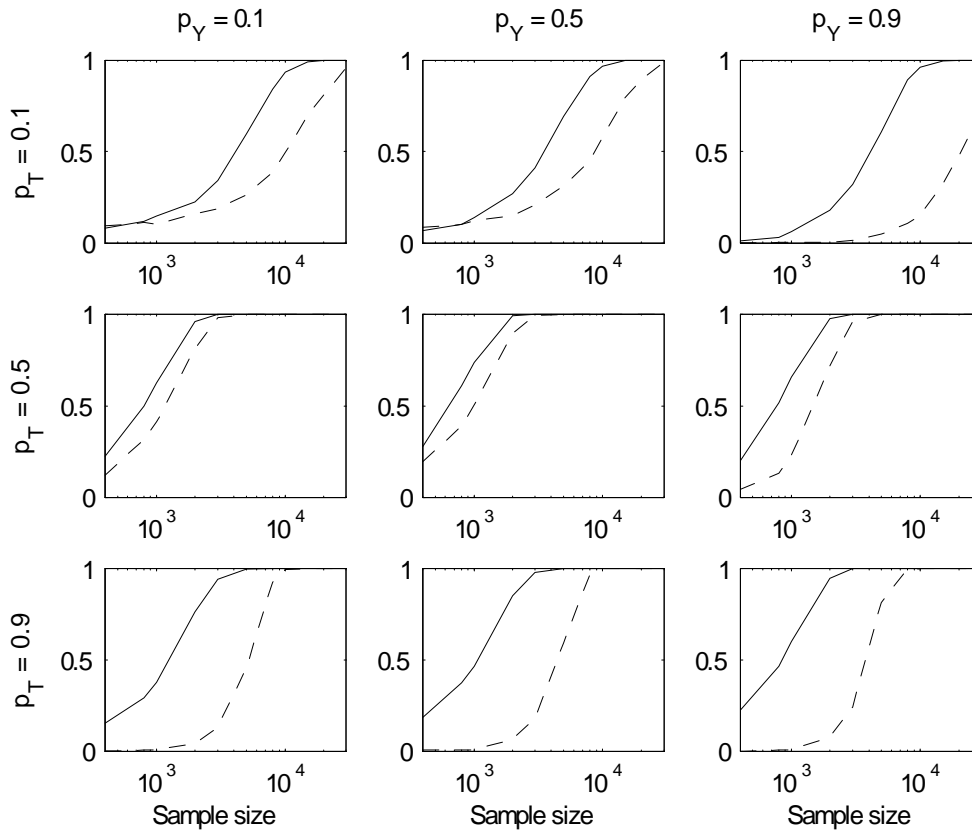 p_Y = 0.1 p_Y = 0.5 p_Y = 0.9
p_T = 0.1
1 1 1
0.5 0.5 0.5
0 0 0
10^3 10^4 10^3 10^4 10^3 10^4
p_T = 0.5
1 1 1
0.5 0.5 0.5
0 0 0
10^3 10^4 10^3 10^4 10^3 10^4
p_T = 0.9
1 1 1
0.5 0.5 0.5
0 0 0
10^3 10^4 10^3 10^4 10^3 10^4
Sample size Sample size Sample size